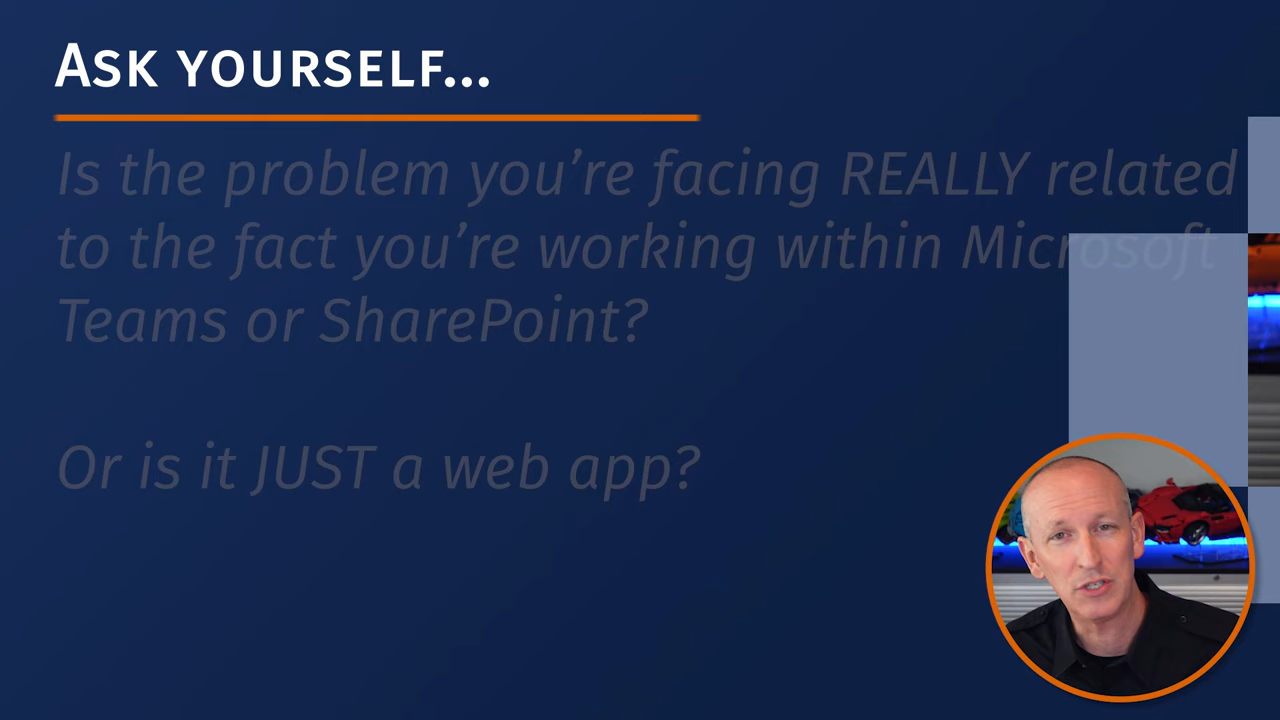 Ask yourself...
Is the problem you’re facing REALLY related
to the fact you’re working within Microsoft
Teams or SharePoint?
Or is it JUST a web app?